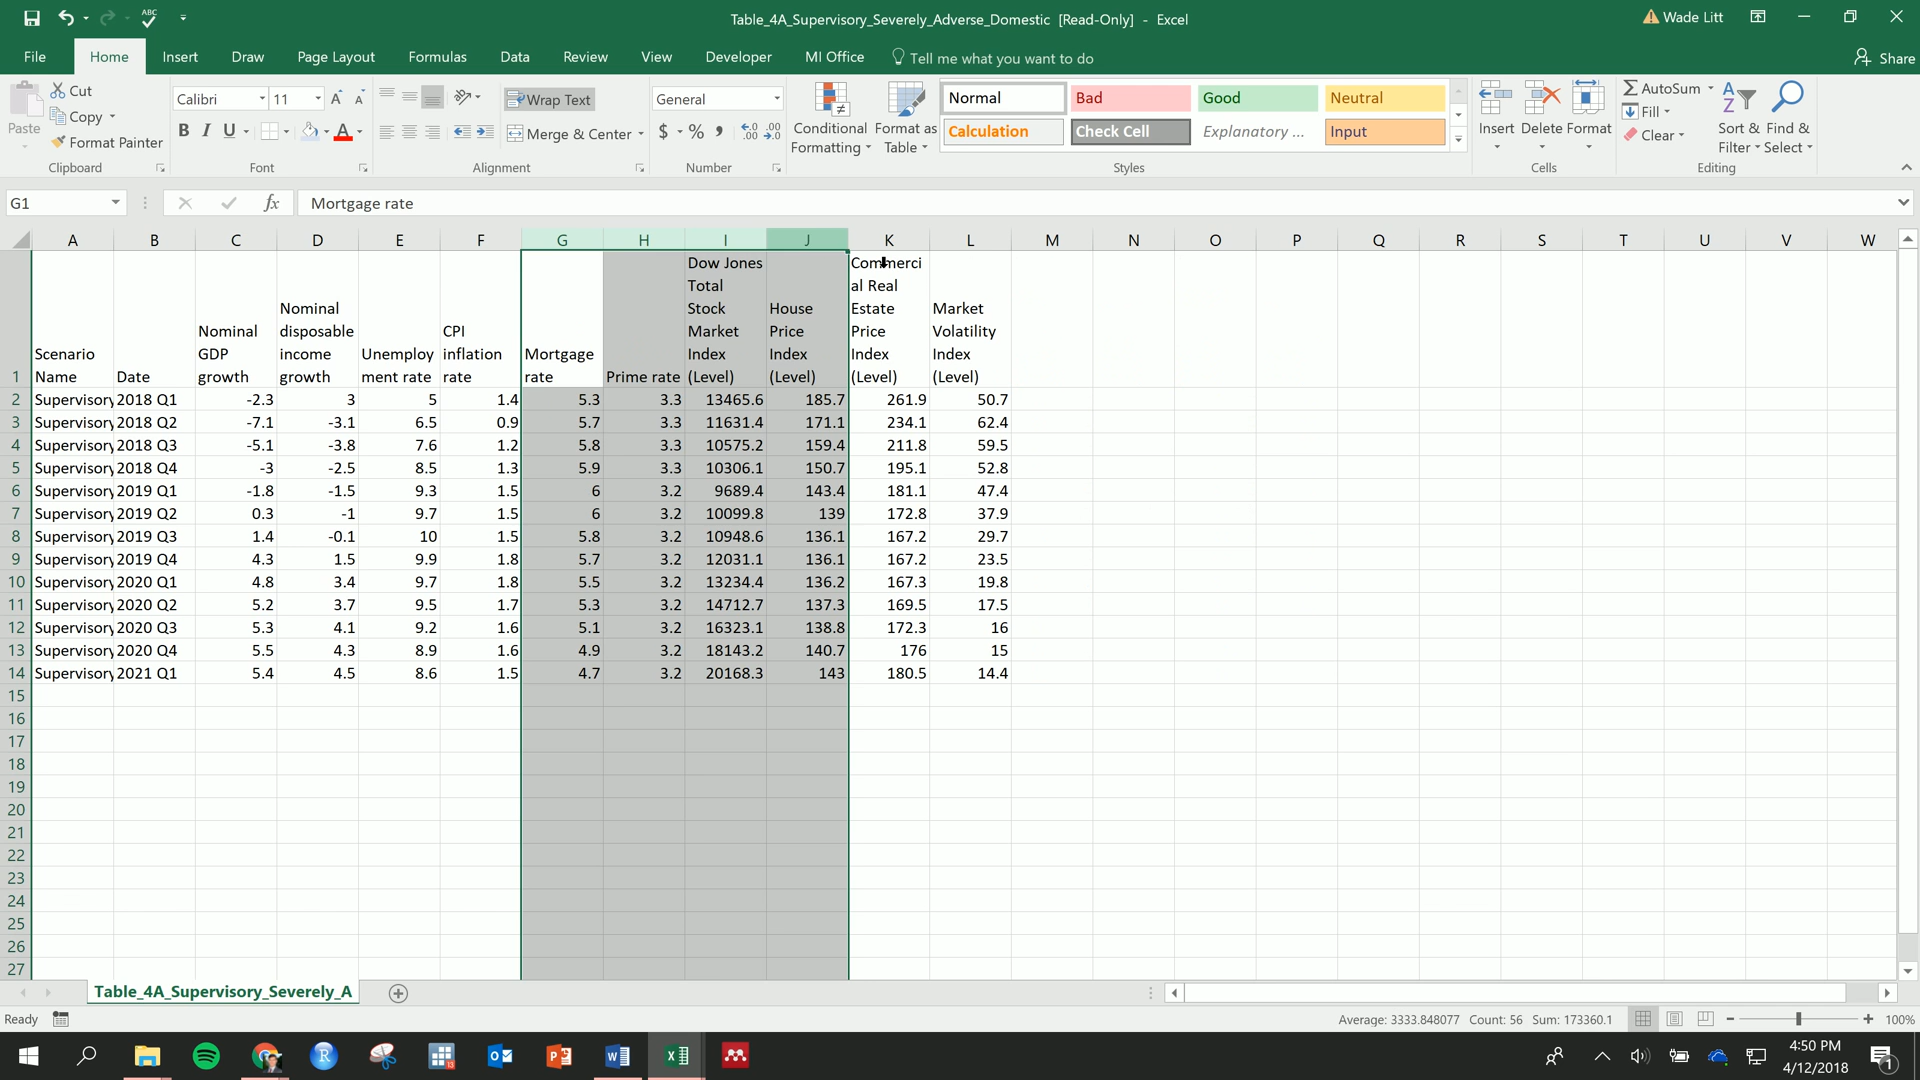 Table_4A_Supervisory_Severely_Adverse_Domestic [Read-Only] - Excel
Wade Litt
File Home Insert Draw Page Layout Formulas Data Review View Developer MI Office Tell me what you want to do Share
Paste
Cut
Copy
Format Painter
Clipboard
Calibri 11
B I U
Font
Wrap Text
Merge & Center
Alignment
General
$ % ,
Number
Conditional Formatting
Format as Table
Normal Bad Good Neutral
Calculation Check Cell Explanatory ... Input
Styles
Insert Delete Format
Cells
AutoSum
Fill
Clear
Sort & Filter
Find & Select
Editing
G1 fx Mortgage rate
A B C D E F G H I J K L M N O P Q R S T U V W
1 Scenario Name Date Nominal GDP growth Nominal disposable income growth Unemploy ment rate CPI inflation rate Mortgage rate Prime rate Dow Jones Total Stock Market Index (Level) House Price Index (Level) Commerci al Real Estate Price Index (Level) Market Volatility Index (Level)
2 Supervisory 2018 Q1 -2.3 3 5 1.4 5.3 3.3 13465.6 185.7 261.9 50.7
3 Supervisory 2018 Q2 -7.1 -3.1 6.5 0.9 5.7 3.3 11631.4 171.1 234.1 62.4
4 Supervisory 2018 Q3 -5.1 -3.8 7.6 1.2 5.8 3.3 10575.2 159.4 211.8 59.5
5 Supervisory 2018 Q4 -3 -2.5 8.5 1.3 5.9 3.3 10306.1 150.7 195.1 52.8
6 Supervisory 2019 Q1 -1.8 -1.5 9.3 1.5 6 3.2 9689.4 143.4 181.1 47.4
7 Supervisory 2019 Q2 0.3 -1 9.7 1.5 6 3.2 10099.8 139 172.8 37.9
8 Supervisory 2019 Q3 1.4 -0.1 10 1.5 5.8 3.2 10948.6 136.1 167.2 29.7
9 Supervisory 2019 Q4 4.3 1.5 9.9 1.8 5.7 3.2 12031.1 136.1 167.2 23.5
10 Supervisory 2020 Q1 4.8 3.4 9.7 1.8 5.5 3.2 13234.4 136.2 167.3 19.8
11 Supervisory 2020 Q2 5.2 3.7 9.5 1.7 5.3 3.2 14712.7 137.3 169.5 17.5
12 Supervisory 2020 Q3 5.3 4.1 9.2 1.6 5.1 3.2 16323.1 138.8 172.3 16
13 Supervisory 2020 Q4 5.5 4.3 8.9 1.6 4.9 3.2 18143.2 140.7 176 15
14 Supervisory 2021 Q1 5.4 4.5 8.6 1.5 4.7 3.2 20168.3 143 180.5 14.4
15
16
17
18
19
20
21
22
23
24
25
26
27
Table_4A_Supervisory_Severely_A
Ready Average: 3333.848077 Count: 56 Sum: 173360.1 100%
4:50 PM
4/12/2018
1